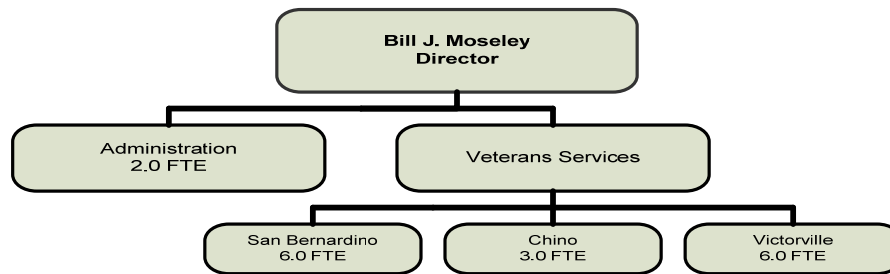 Bill J. Moseley
Director
Administration
2.0 FTE
Veterans Services
San Bernardino
6.0 FTE
Chino
3.0 FTE
Victorville
6.0 FTE